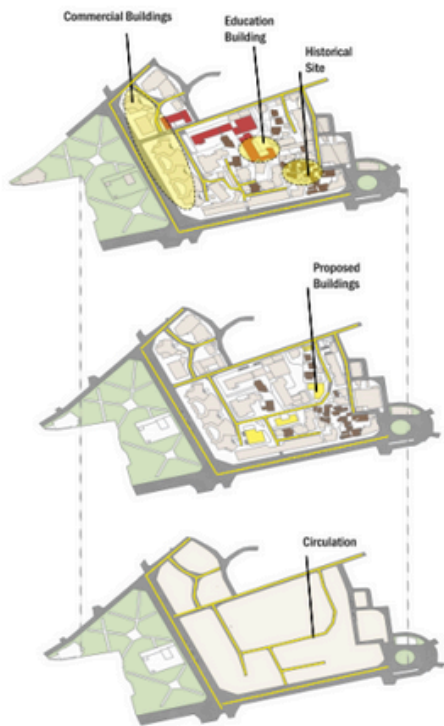 Commercial Buildings
Education
Building
Historical
Site
Proposed
Buildings
Circulation